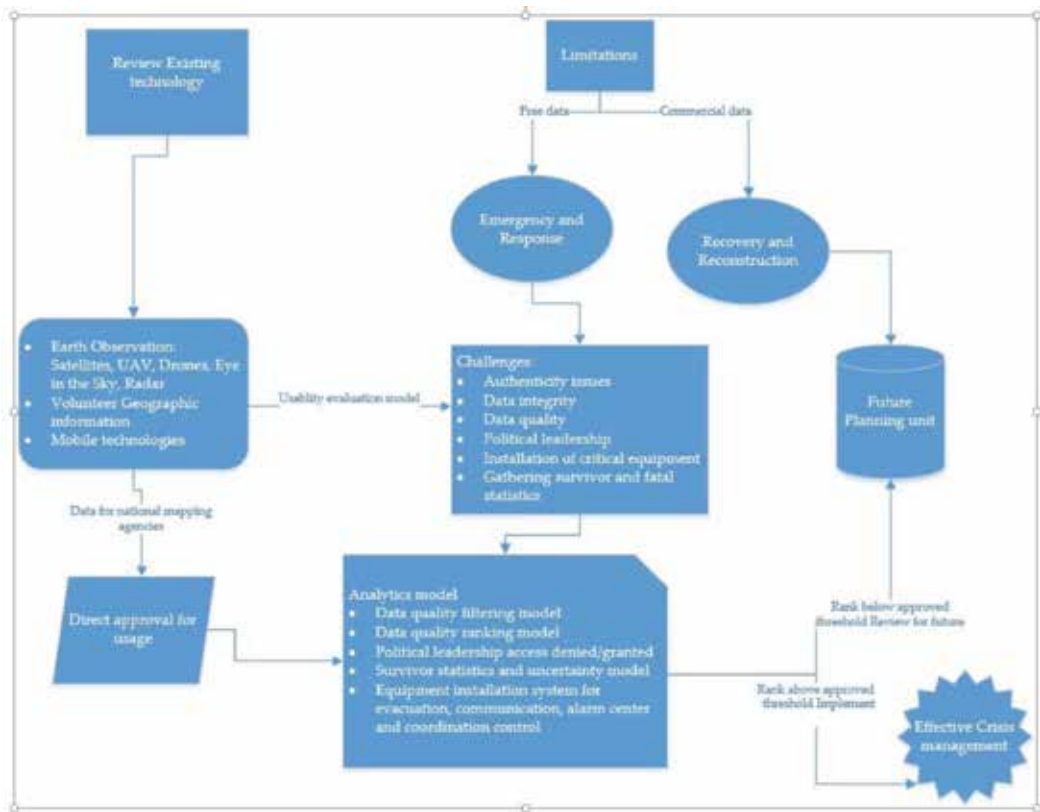 Review Existing
technology
Limitations
Free data
Commercial data
Emergency and
Response
Recovery and
Reconstruction
Earth Observation:
Satellites, UAV, Drones, Eye
in the Sky, Radar
Volunteer Geographic
information
Mobile technologies
Usablity evaluation model
Challenges:
Authenticity issues
Data integrity
Data quality
Political leadership
Installation of critical equipment
Gathering survivor and fatal
statistics
Future
Planning unit
Data for national mapping
agencies
Direct approval for
usage
Analytics model
Data quality filtering model
Data quality ranking model
Political leadership access denied/granted
Survivor statistics and uncertainty model
Equipment installation system for
evacuation, communication, alarm center
and coordination control
Rank below approved
threshold Review for future
Rank above approved
threshold Implement
Effective Crisis
management